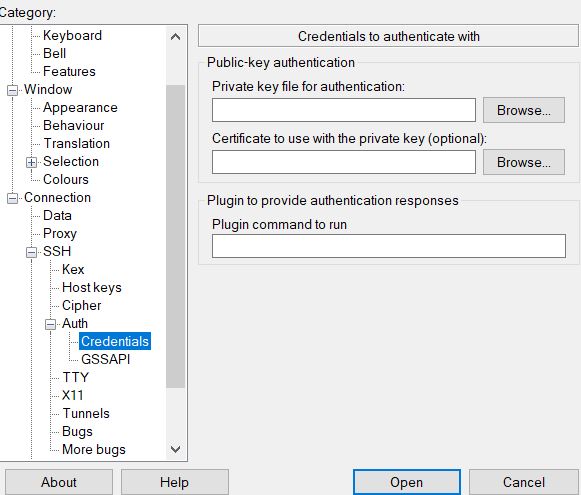 Category:
Keyboard
Bell
Features
Window
Appearance
Behaviour
Translation
Selection
Colours
Connection
Data
Proxy
SSH
Kex
Host keys
Cipher
Auth
Credentials
GSSAPI
TTY
X11
Tunnels
Bugs
More bugs
Credentials to authenticate with
Public-key authentication
Private key file for authentication:
Browse...
Certificate to use with the private key (optional):
Browse...
Plugin to provide authentication responses
Plugin command to run
About
Help
Open
Cancel